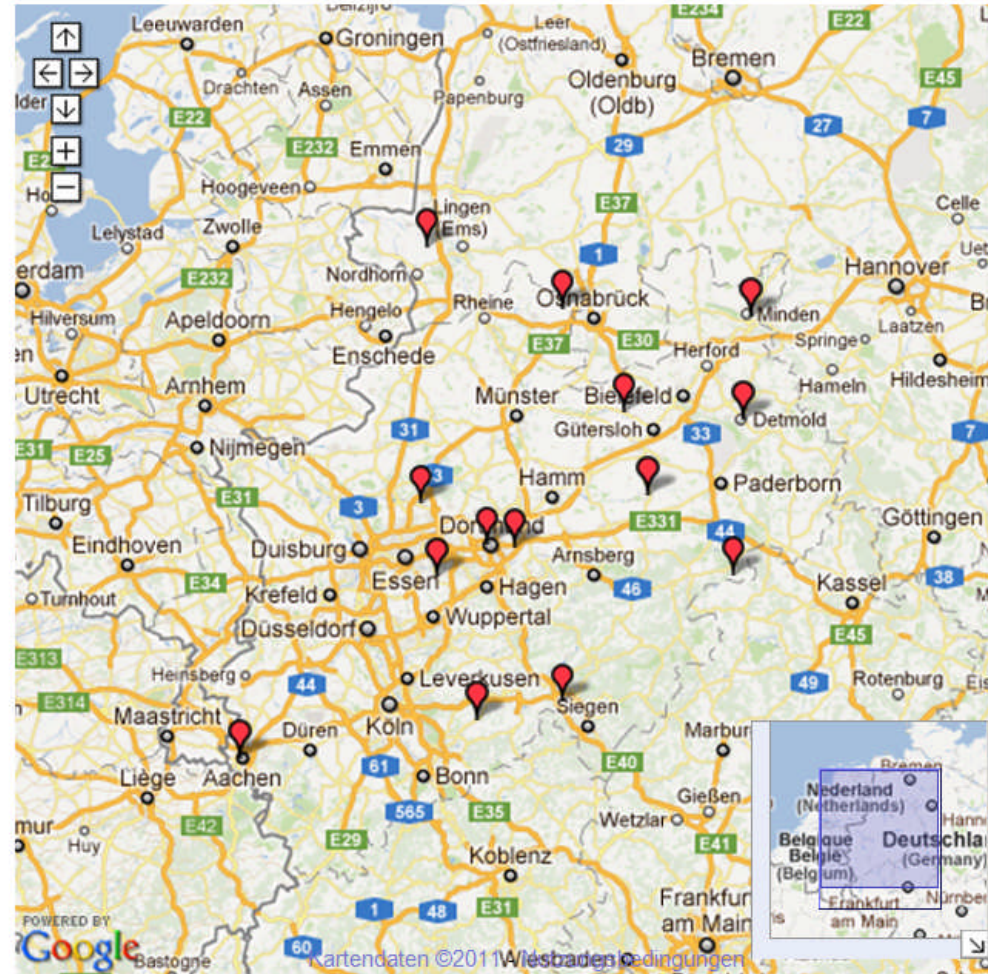 Leeuwarden
Groningen
Leer
(Ostfriesland)
E234
E22
Drachten
Assen
Papenburg
Oldenburg
(Oldb)
Bremen
E45
E22
E232
Emmen
29
27
7
Hoogeveen
Lingen
(Ems)
E37
Celle
Lelystad
Zwolle
1
Hannover
E232
Nordhorn
Rheine
Osnabrück
Minden
Laatzen
Hilversum
Apeldoorn
Hengelo
Enschede
E37
E30
Herford
Springe
Utrecht
Arnhem
Münster
Bielefeld
Hameln
Hildesheim
31
Gütersloh
33
Detmold
7
E31
E25
Nijmegen
Tilburg
E31
3
Hamm
Paderborn
Göttingen
Eindhoven
Duisburg
Dortmund
E331
44
Arnsberg
Turnhout
E34
Essen
Hagen
46
Kassel
38
Krefeld
Wuppertal
Düsseldorf
E45
E313
Heinsberg
44
Leverkusen
49
Rotenburg
E314
Maastricht
Düren
Köln
Siegen
Liège
Aachen
61
Bonn
E40
Gießen
E42
565
E35
Wetzlar
E41
Huy
E29
Koblenz
1
48
E31
Frankfurt
am Main
POWERED BY
Google
Bastogne
60
Kartendaten ©2011
Wiesbaden
Bremen
Nederland
(Netherlands)
Belgique
België
(Belgium)
(Germany)
Frankfurt
am Main